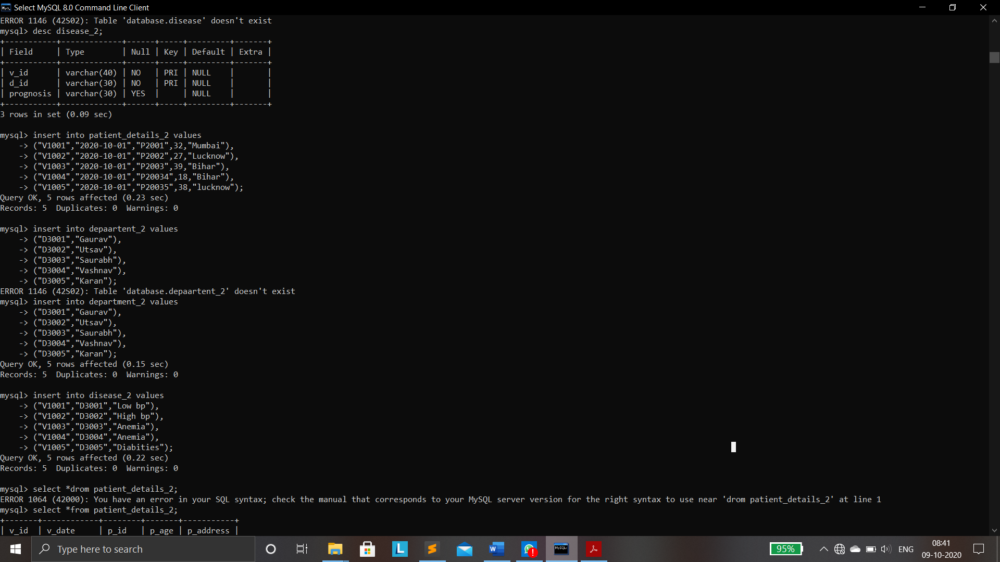 Select MySQL 8.0 Command Line Client
ERROR 1146 (42S02): Table 'database.disease' doesn't exist
mysql> desc disease_2;
+-----------+-------------+------+-----+---------+-------+
| Field     | Type        | Null | Key | Default | Extra |
+-----------+-------------+------+-----+---------+-------+
| v_id      | varchar(40) | NO   | PRI | NULL    |       |
| d_id      | varchar(30) | NO   | PRI | NULL    |       |
| prognosis | varchar(30) | YES  |     | NULL    |       |
+-----------+-------------+------+-----+---------+-------+
3 rows in set (0.09 sec)
mysql> insert into patient_details_2 values
    -> ("V1001","2020-10-01","P2001",32,"Mumbai"),
    -> ("V1002","2020-10-01","P2002",27,"Lucknow"),
    -> ("V1003","2020-10-01","P2003",39,"Bihar"),
    -> ("V1004","2020-10-01","P20034",18,"Bihar"),
    -> ("V1005","2020-10-01","P20035",38,"lucknow");
Query OK, 5 rows affected (0.23 sec)
Records: 5  Duplicates: 0  Warnings: 0
mysql> insert into depaartent_2 values
    -> ("D3001","Gaurav"),
    -> ("D3002","Utsav"),
    -> ("D3003","Saurabh"),
    -> ("D3004","Vashnav"),
    -> ("D3005","Karan");
ERROR 1146 (42S02): Table 'database.depaartent_2' doesn't exist
mysql> insert into department_2 values
    -> ("D3001","Gaurav"),
    -> ("D3002","Utsav"),
    -> ("D3003","Saurabh"),
    -> ("D3004","Vashnav"),
    -> ("D3005","Karan");
Query OK, 5 rows affected (0.15 sec)
Records: 5  Duplicates: 0  Warnings: 0
mysql> insert into disease_2 values
    -> ("V1001","D3001","Low bp"),
    -> ("V1002","D3002","High bp"),
    -> ("V1003","D3003","Anemia"),
    -> ("V1004","D3004","Anemia"),
    -> ("V1005","D3005","Diabities");
Query OK, 5 rows affected (0.22 sec)
Records: 5  Duplicates: 0  Warnings: 0
mysql> select *drom patient_details_2;
ERROR 1064 (42000): You have an error in your SQL syntax; check the manual that corresponds to your MySQL server version for the right syntax to use near 'drom patient_details_2' at line 1
mysql> select *from patient_details_2;
+-------+------------+--------+-------+-----------+
| v_id  | v_date     | p_id   | p_age | p_address |
Type here to search
95%
ENG
08:41
09-10-2020